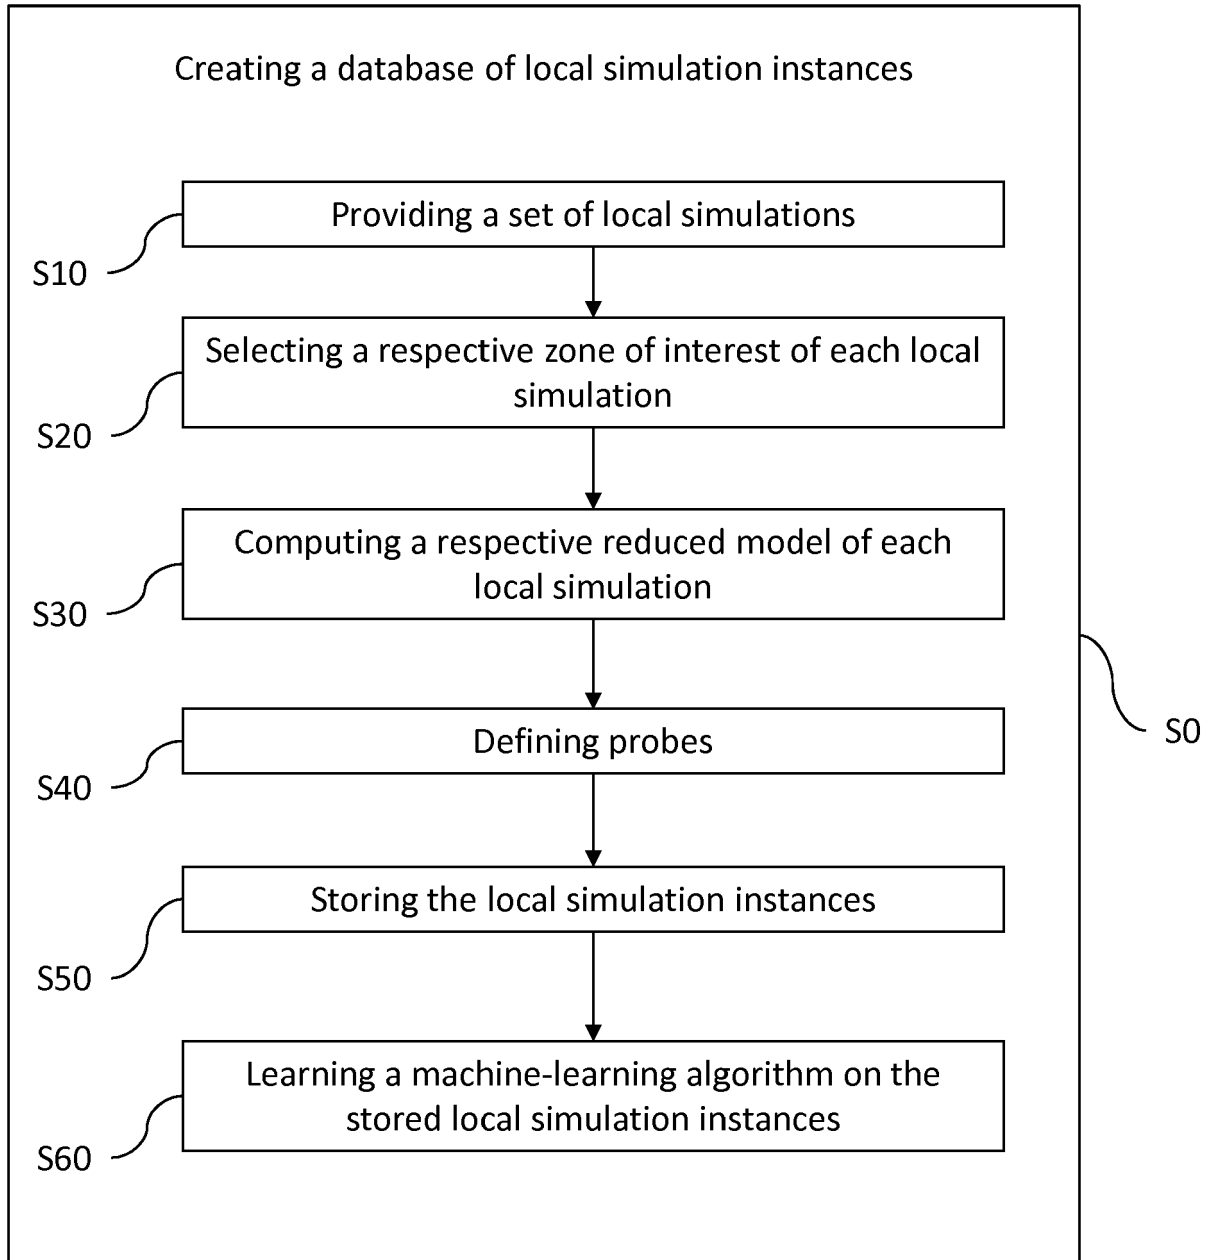 Creating a database of local simulation instances
Providing a set of local simulations
S10
Selecting a respective zone of interest of each local
simulation
S20
Computing a respective reduced model of each
local simulation
S30
Defining probes
S40
S0
Storing the local simulation instances
S50
Learning a machine-learning algorithm on the
stored local simulation instances
S60